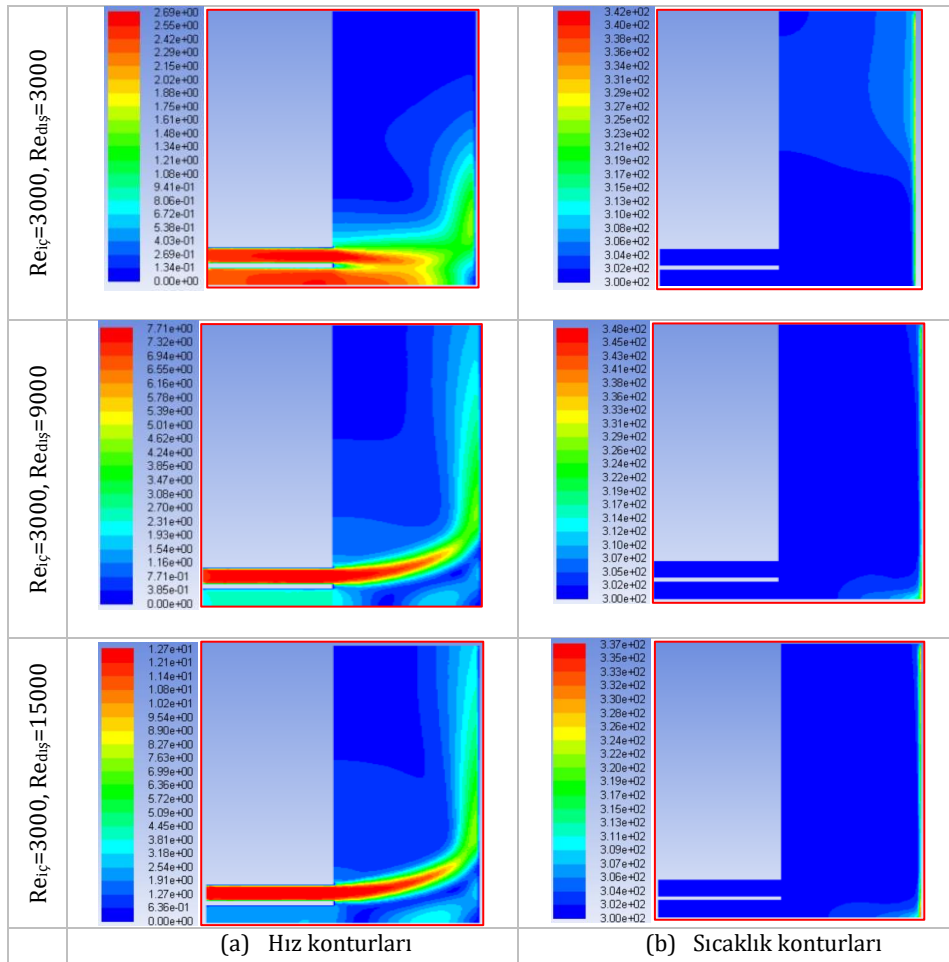 Reiç=3000, Redış=3000
2.69e+00
2.55e+00
2.42e+00
2.29e+00
2.15e+00
2.02e+00
1.88e+00
1.75e+00
1.61e+00
1.48e+00
1.34e+00
1.21e+00
1.08e+00
9.41e-01
8.06e-01
6.72e-01
5.38e-01
4.03e-01
2.69e-01
1.34e-01
0.00e+00
3.42e+02
3.40e+02
3.38e+02
3.36e+02
3.34e+02
3.31e+02
3.29e+02
3.27e+02
3.25e+02
3.23e+02
3.21e+02
3.19e+02
3.17e+02
3.15e+02
3.13e+02
3.10e+02
3.08e+02
3.06e+02
3.04e+02
3.02e+02
3.00e+02
Reiç=3000, Redış=9000
7.71e+00
7.32e+00
6.94e+00
6.55e+00
6.16e+00
5.78e+00
5.39e+00
5.01e+00
4.62e+00
4.24e+00
3.85e+00
3.47e+00
3.08e+00
2.70e+00
2.31e+00
1.93e+00
1.54e+00
1.16e+00
7.71e-01
3.85e-01
0.00e+00
3.48e+02
3.45e+02
3.43e+02
3.41e+02
3.38e+02
3.36e+02
3.33e+02
3.31e+02
3.29e+02
3.26e+02
3.24e+02
3.22e+02
3.19e+02
3.17e+02
3.14e+02
3.12e+02
3.10e+02
3.07e+02
3.05e+02
3.02e+02
3.00e+02
Reiç=3000, Redış=15000
1.27e+01
1.21e+01
1.14e+01
1.08e+01
1.02e+01
9.54e+00
8.90e+00
8.27e+00
7.63e+00
6.99e+00
6.36e+00
5.72e+00
5.09e+00
4.45e+00
3.81e+00
3.18e+00
2.54e+00
1.91e+00
1.27e+00
6.36e-01
0.00e+00
3.37e+02
3.35e+02
3.33e+02
3.32e+02
3.30e+02
3.28e+02
3.26e+02
3.24e+02
3.22e+02
3.20e+02
3.19e+02
3.17e+02
3.15e+02
3.13e+02
3.11e+02
3.09e+02
3.07e+02
3.06e+02
3.04e+02
3.02e+02
3.00e+02
(a) Hız konturları
(b) Sıcaklık konturları